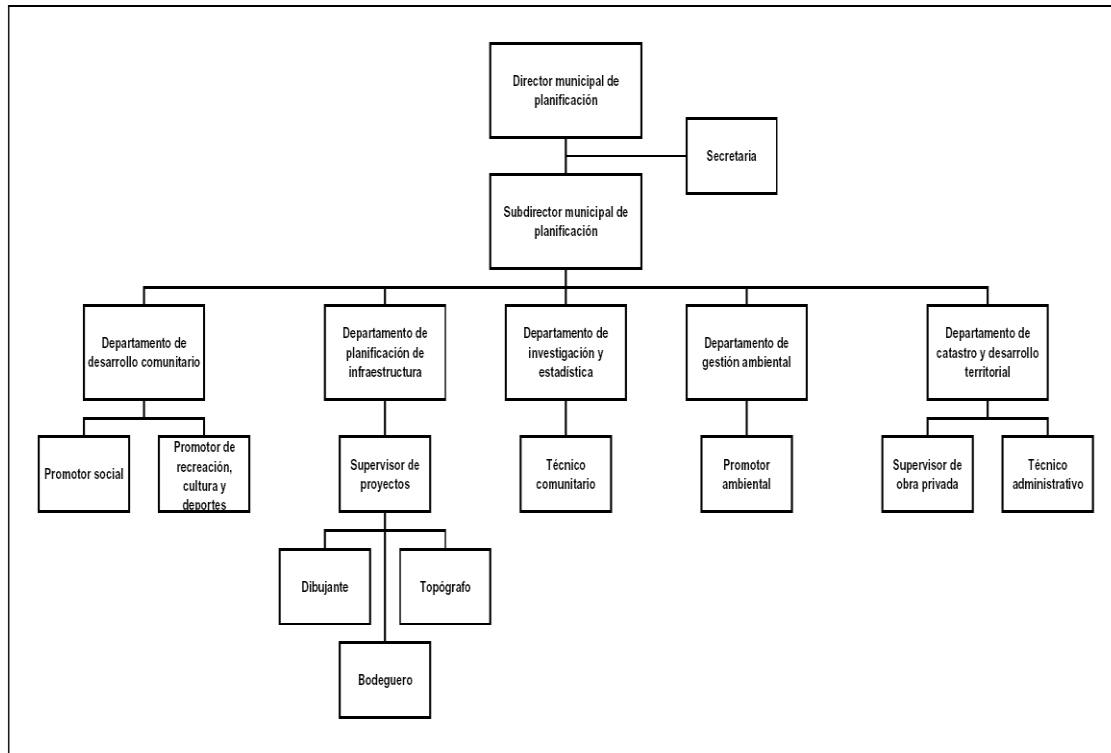 Director municipal de
planificación
Secretaria
Subdirector municipal de
planificación
Departamento de
desarrollo comunitario
Departamento de
planificación de
infraestructura
Departamento de
investigación y
estadística
Departamento de
gestión ambiental
Departamento de
catastro y desarrollo
territorial
Promotor social
Promotor de
recreación,
cultura y
deportes
Supervisor de
proyectos
Técnico
comunitario
Promotor
ambiental
Supervisor de
obra privada
Técnico
administrativo
Dibujante
Topógrafo
Bodeguero